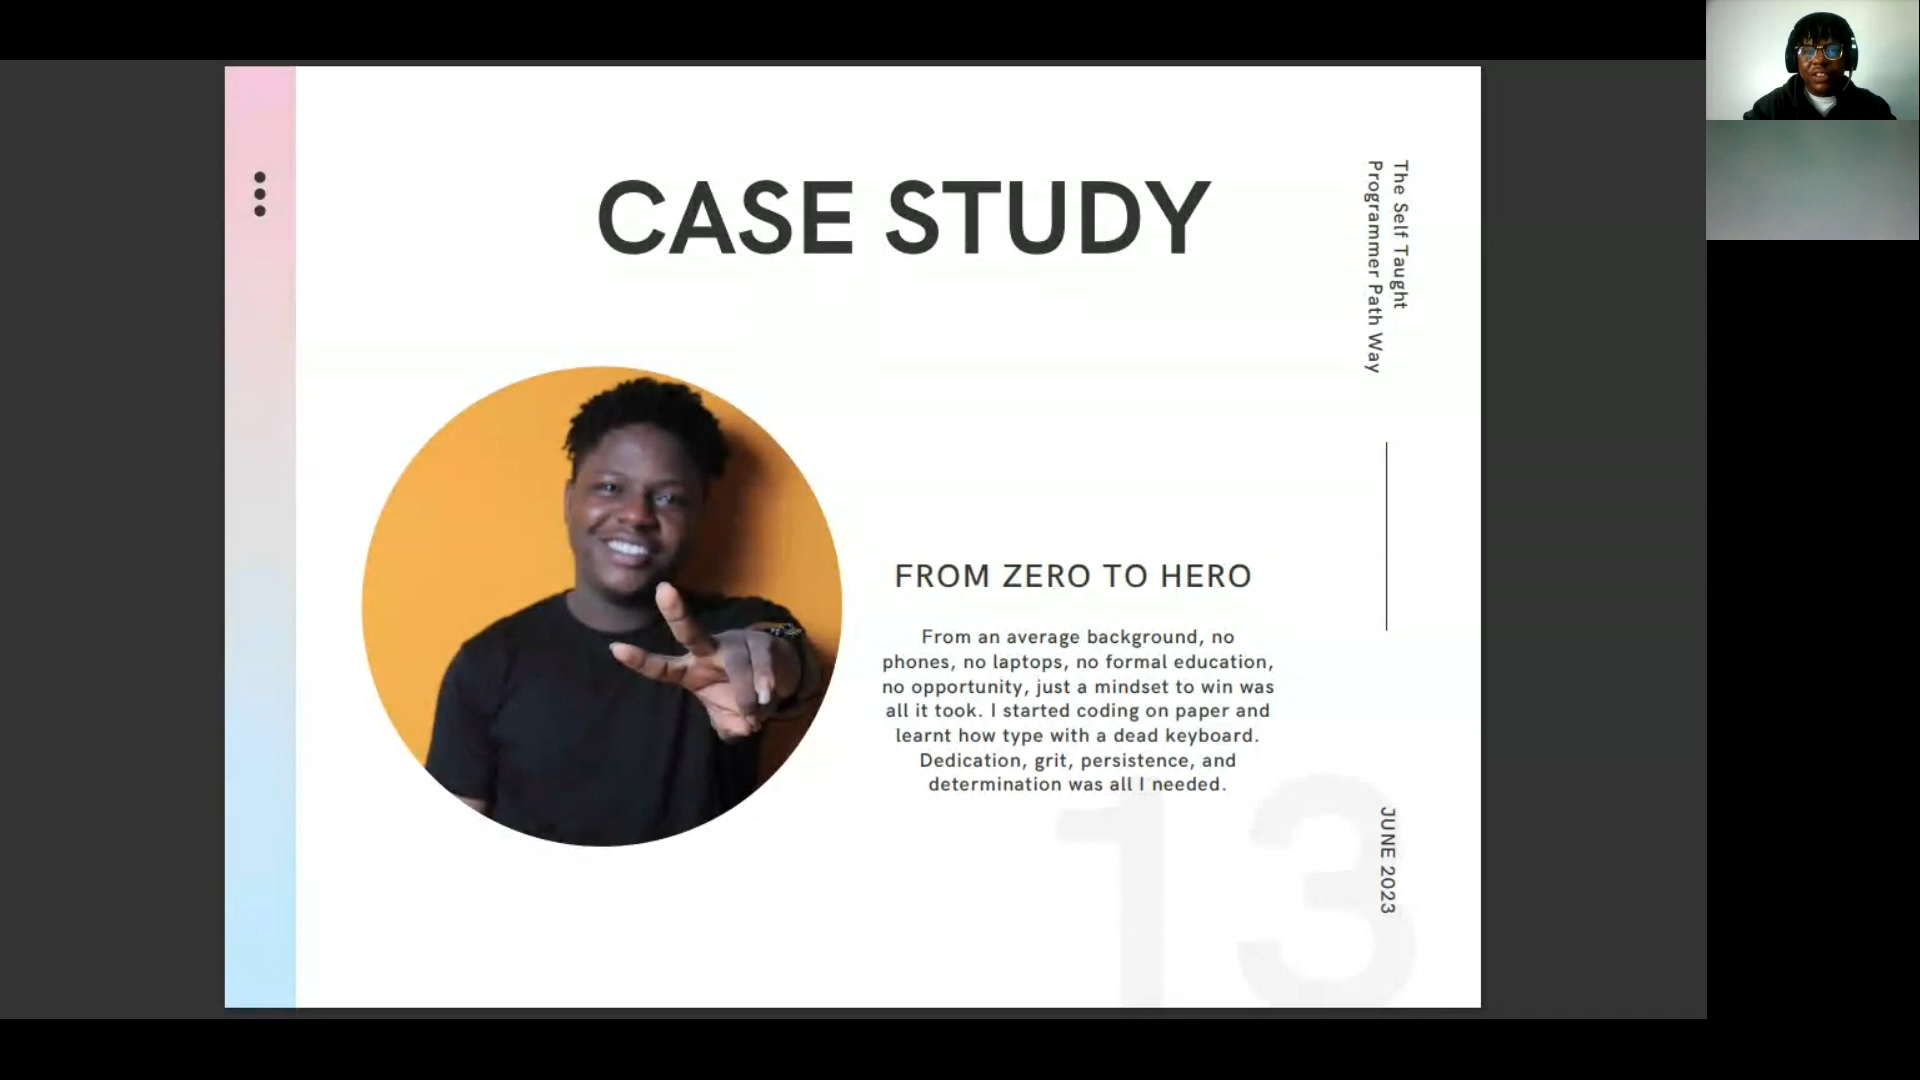 CASE STUDY
The Self Taught
Programmer Path Way
FROM ZERO TO HERO
From an average background, no
phones, no laptops, no formal education,
no opportunity, just a mindset to win was
all it took. I started coding on paper and
learnt how type with a dead keyboard.
Dedication, grit, persistence, and
determination was all I needed.
JUNE 2023
13